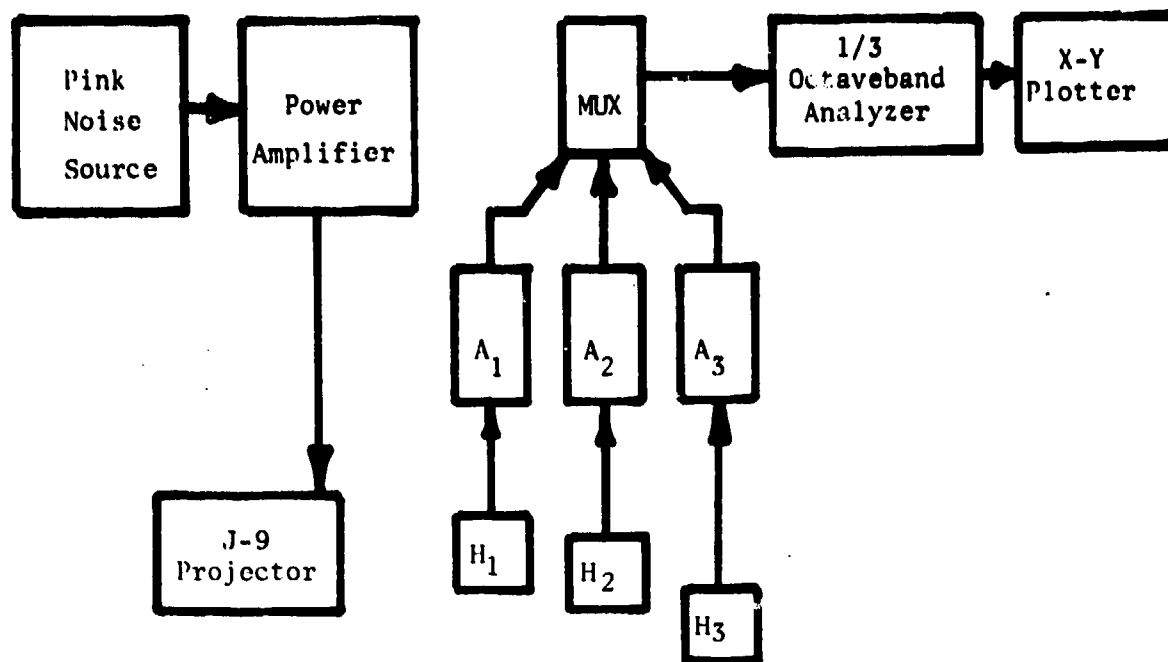 Pink
Noise
Source
Power
Amplifier
MUX
1/3
Octaveband
Analyzer
X-Y
Plotter
A1
A2
A3
J-9
Projector
H1
H2
H3